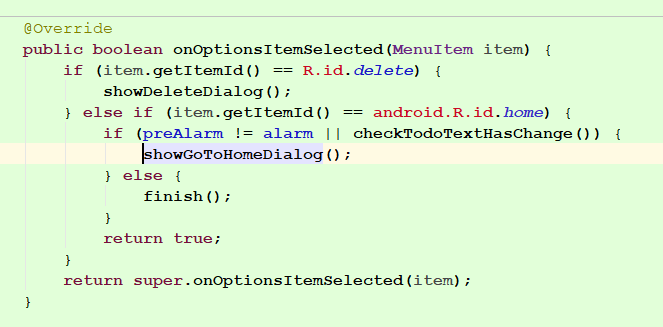 @Override
public boolean onOptionsItemSelected(MenuItem item) {
    if (item.getItemId() == R.id.delete) {
        showDeleteDialog();
    } else if (item.getItemId() == android.R.id.home) {
        if (preAlarm != alarm || checkTodoTextHasChange()) {
            showGoToHomeDialog();
        } else {
            finish();
        }
        return true;
    }
    return super.onOptionsItemSelected(item);
}